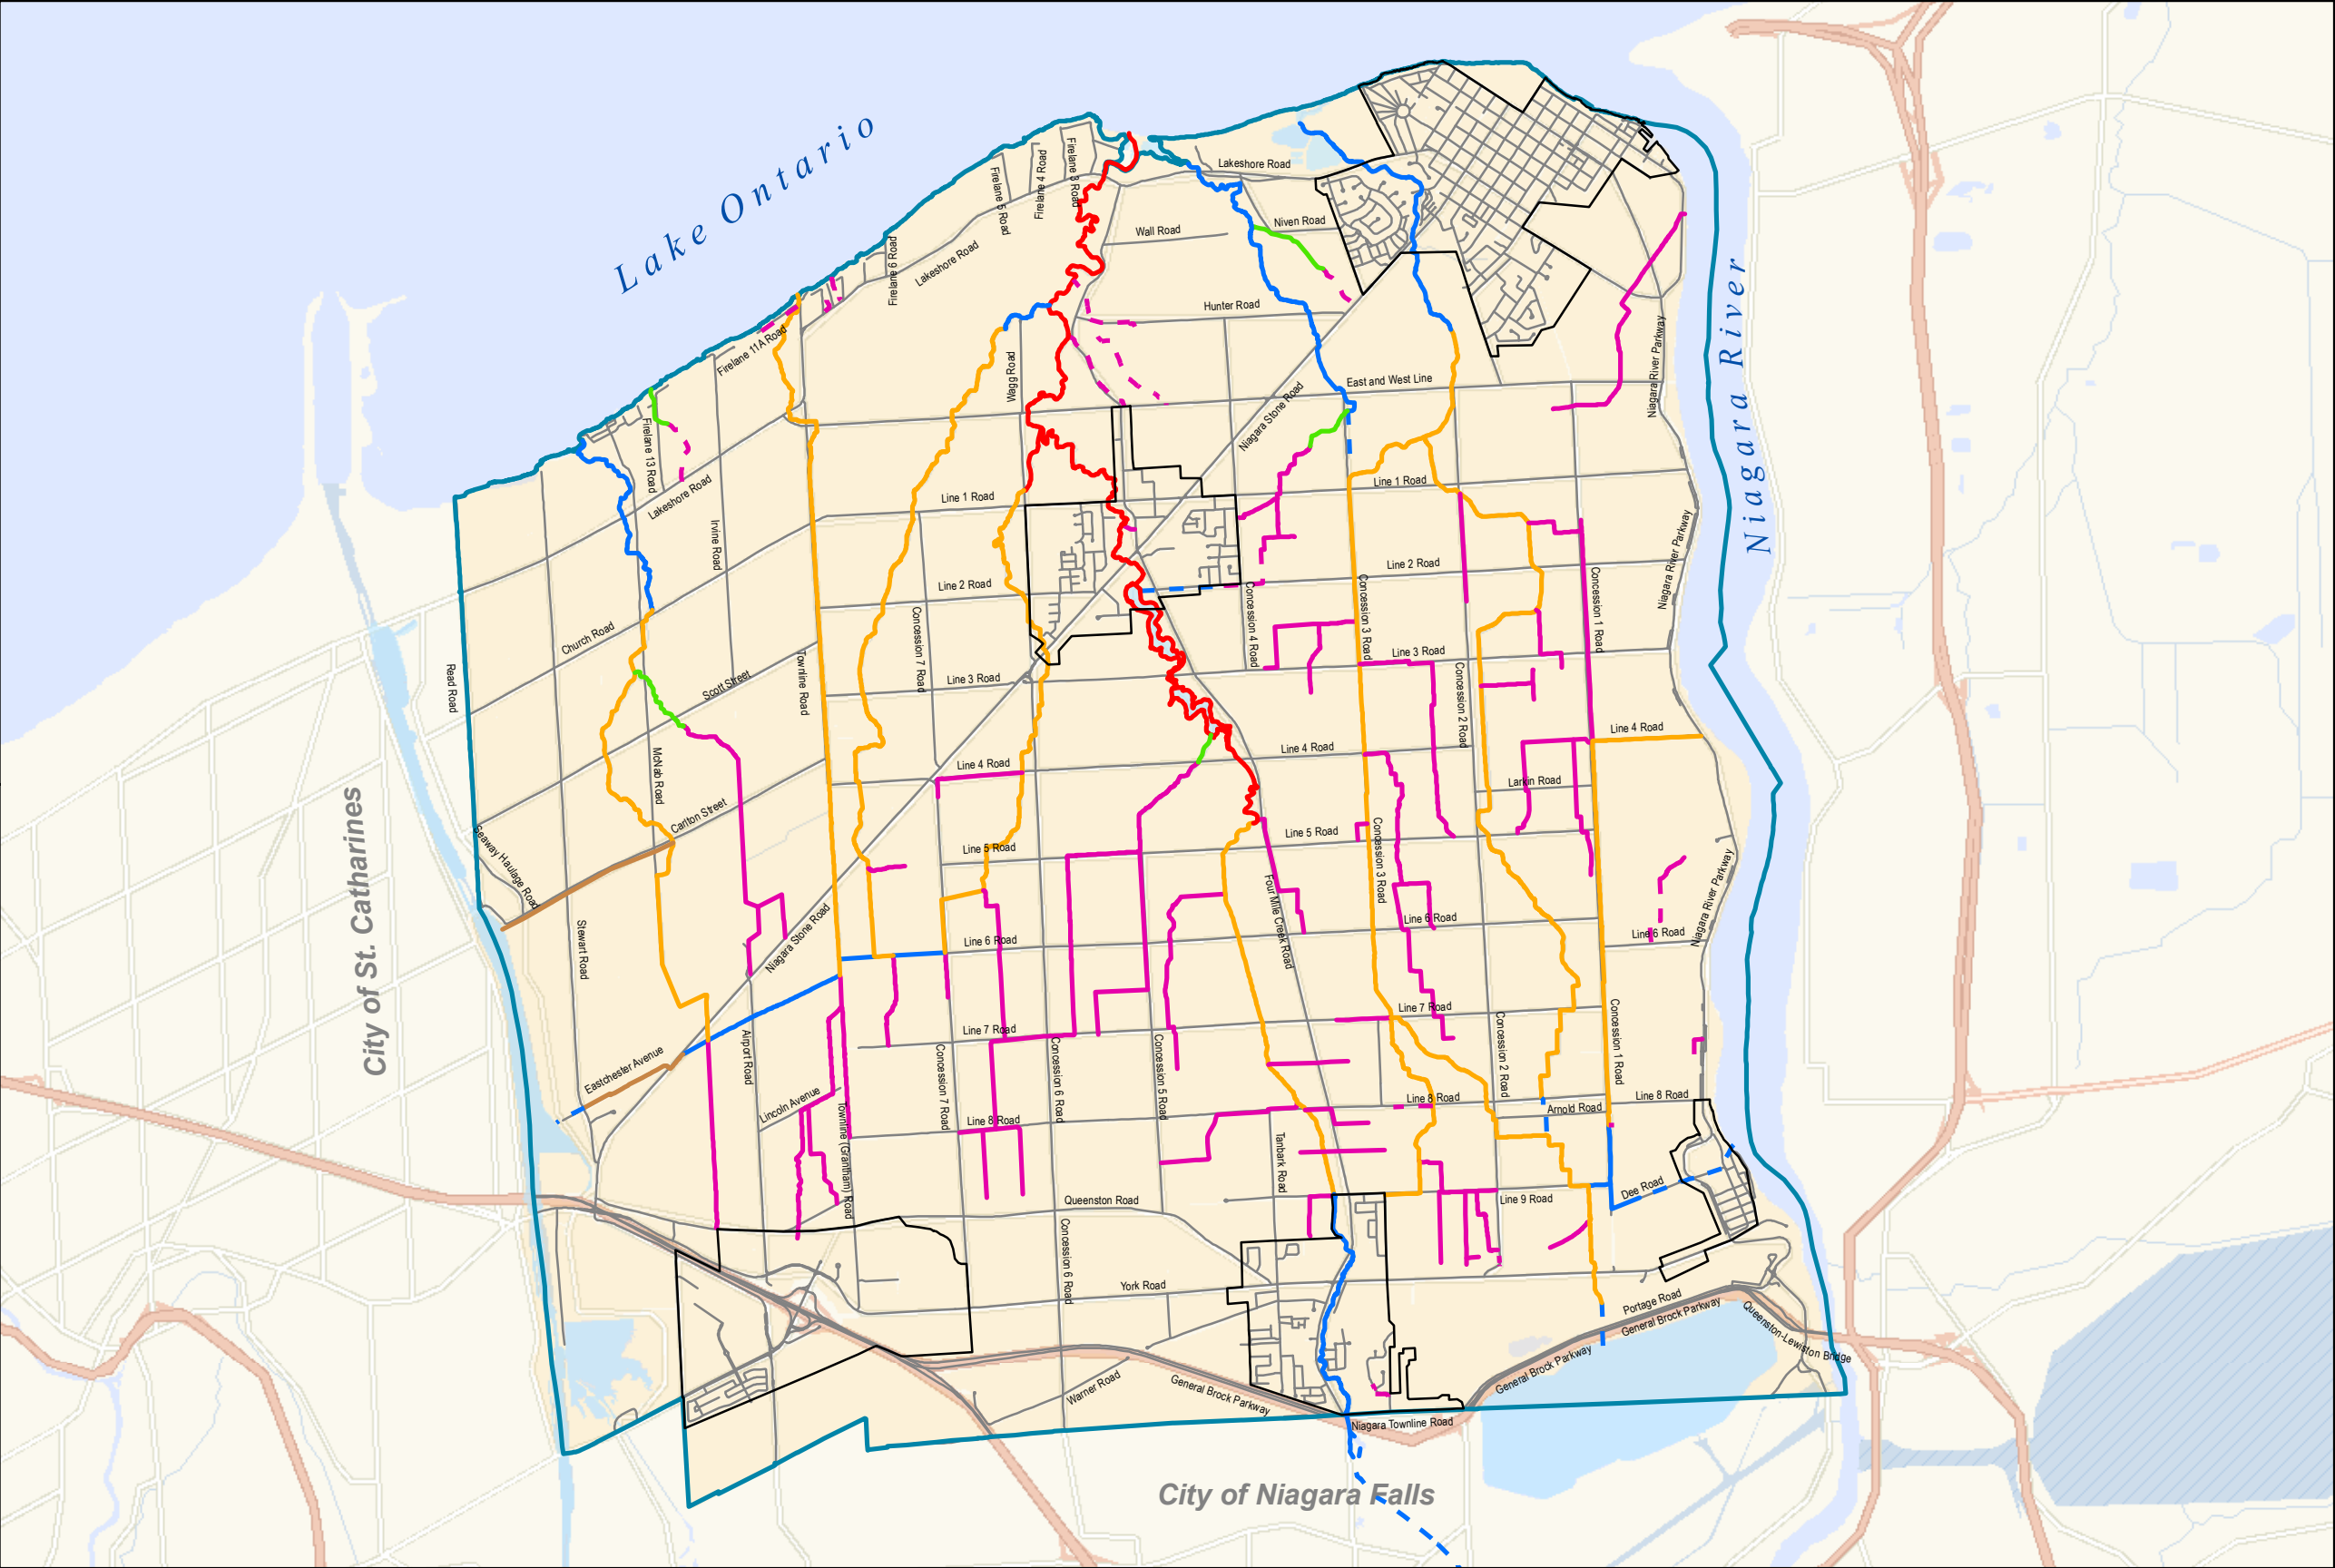 Lake Ontario
Niagara River
City of St. Catharines
City of Niagara Falls
Lakeshore Road
Firelane 3 Road
Firelane 4 Road
Firelane 5 Road
Firelane 6 Road
Lakeshore Road
Niven Road
Wall Road
Hunter Road
Wagg Road
Firelane 11A Road
Niagara River Parkway
East and West Line
Niagara Stone Road
Firelane 13 Road
Lakeshore Road
Irvine Road
Line 1 Road
Line 1 Road
Niagara River Parkway
Line 2 Road
Line 2 Road
Concession 7 Road
Concession 4 Road
Concession 3 Road
Concession 1 Road
Church Road
Read Road
Scott Street
Townline Road
Line 3 Road
Line 3 Road
Concession 2 Road
McNab Road
Line 4 Road
Line 4 Road
Line 4 Road
Larkin Road
Carlton Street
Seaway Haulage Road
Line 5 Road
Line 5 Road
Concession 3 Road
Four Mile Creek Road
Niagara River Parkway
Stewart Road
Niagara Stone Road
Line 6 Road
Line 6 Road
Line 6 Road
Line 7 Road
Line 7 Road
Airport Road
Eastchester Avenue
Concession 7 Road
Concession 6 Road
Concession 5 Road
Concession 2 Road
Concession 1 Road
Lincoln Avenue
Townline (Grantham) Road
Line 8 Road
Line 8 Road
Line 8 Road
Arnold Road
Tanbark Road
Queenston Road
Line 9 Road
Dee Road
Concession 6 Road
York Road
Portage Road
General Brock Parkway
Queenston-Lewiston Bridge
General Brock Parkway
Warner Road
General Brock Parkway
Niagara Townline Road